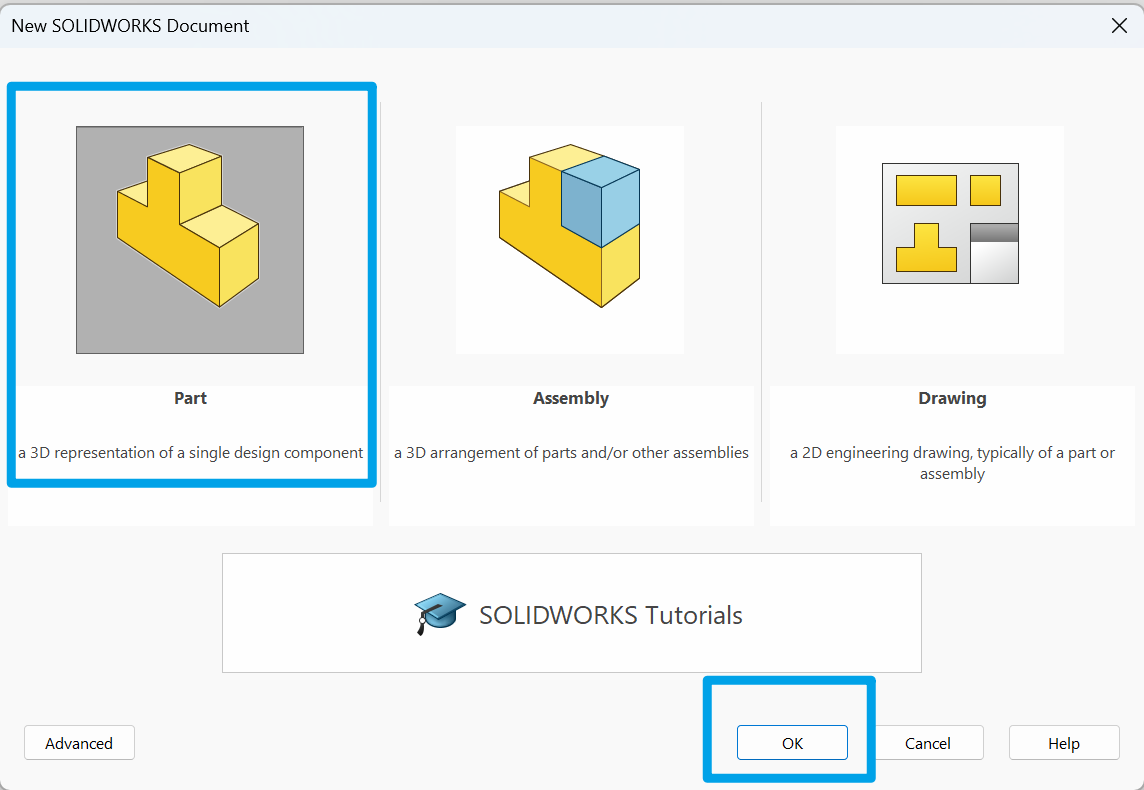 New SOLIDWORKS Document
Part
a 3D representation of a single design component
Assembly
a 3D arrangement of parts and/or other assemblies
Drawing
a 2D engineering drawing, typically of a part or
assembly
SOLIDWORKS Tutorials
Advanced
OK
Cancel
Help